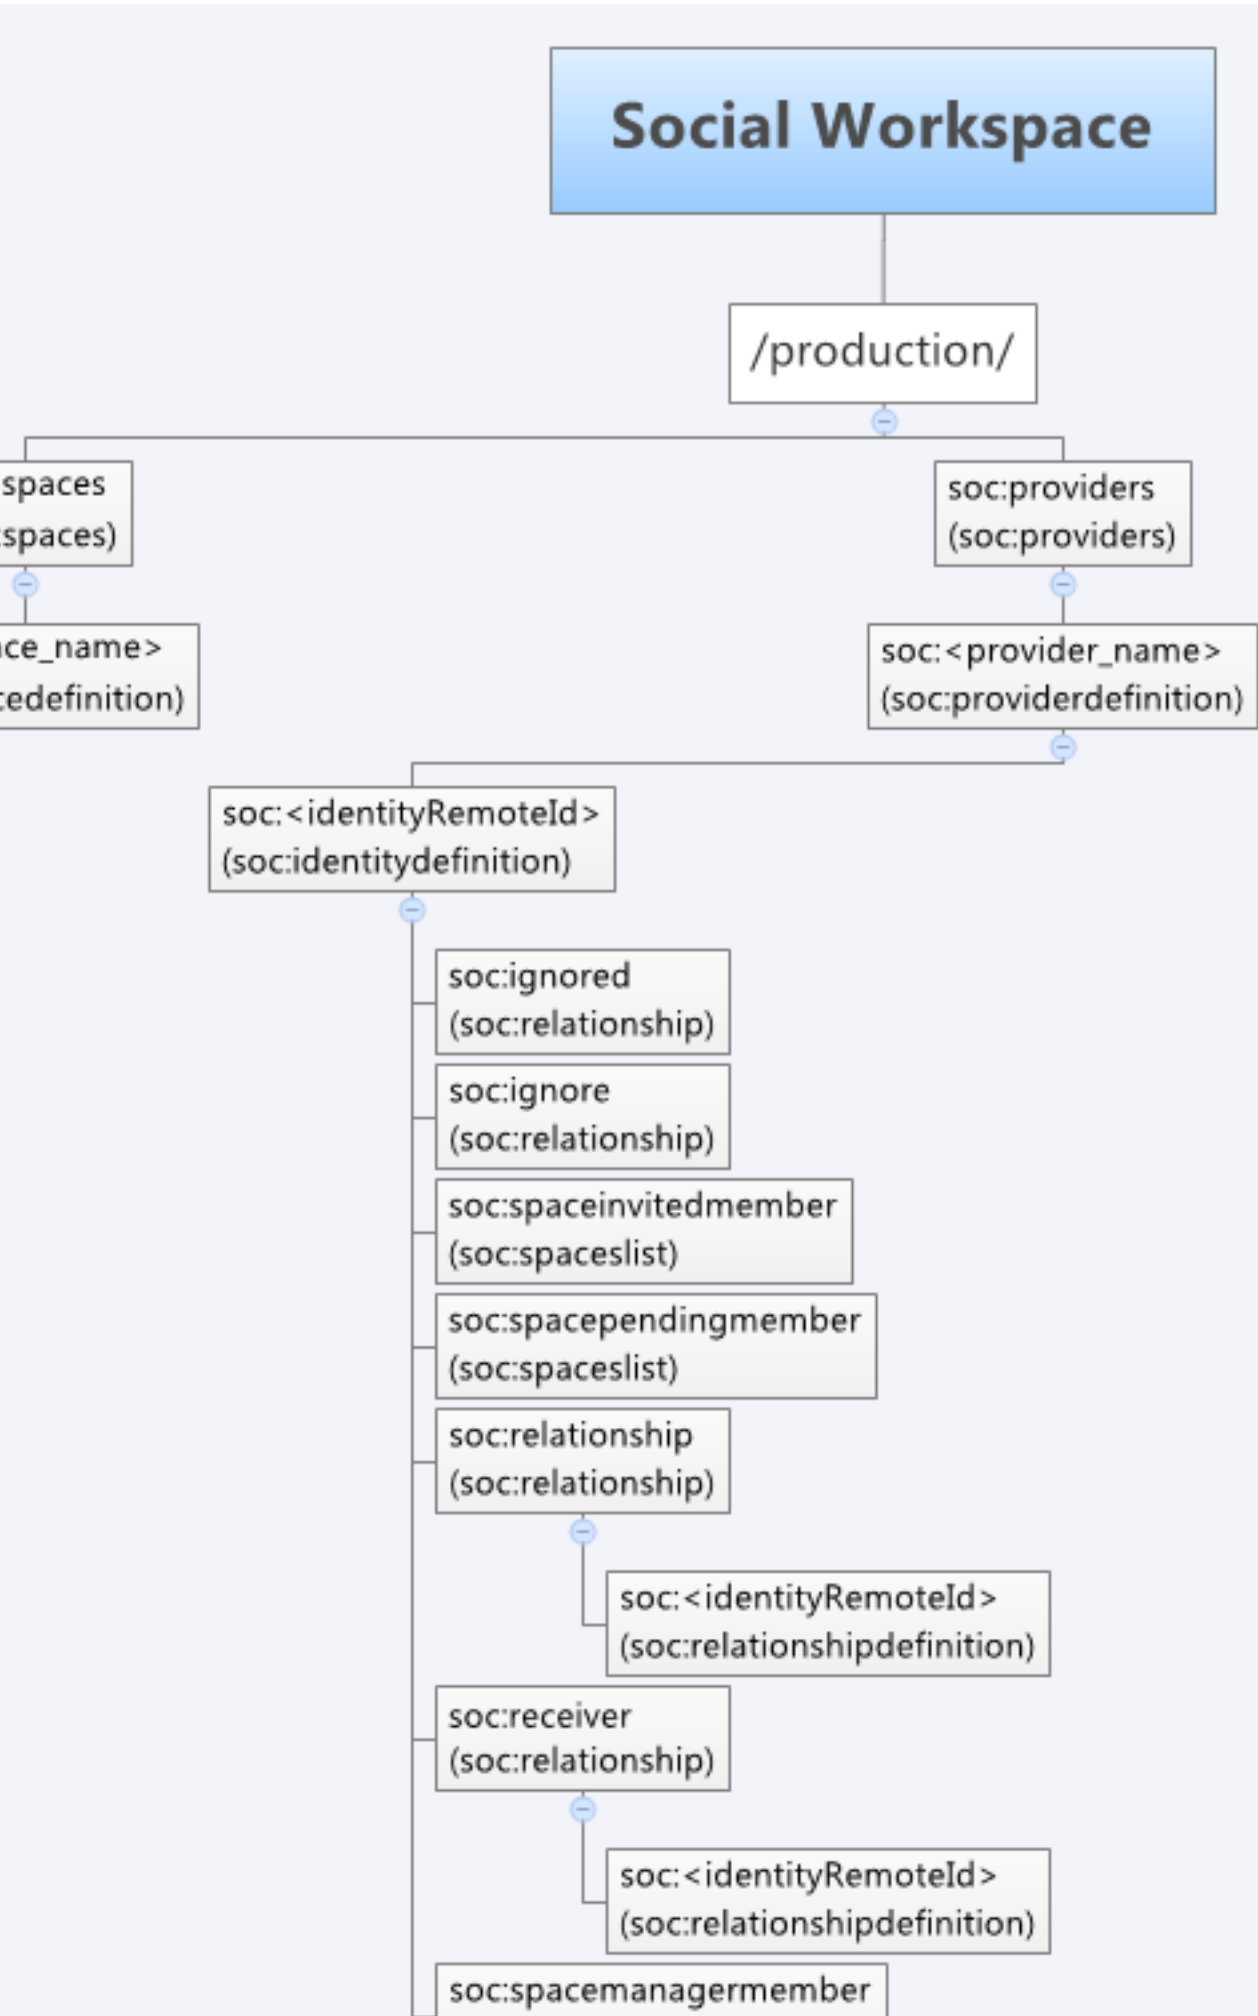 Social Workspace
/production/
spaces
:spaces)
soc:providers
(soc:providers)
ce_name>
cedefinition)
soc:<provider_name>
(soc:providerdefinition)
soc:<identityRemoteId>
(soc:identitydefinition)
soc:ignored
(soc:relationship)
soc:ignore
(soc:relationship)
soc:spaceinvitedmember
(soc:spaceslist)
soc:spacependingmember
(soc:spaceslist)
soc:relationship
(soc:relationship)
soc:<identityRemoteId>
(soc:relationshipdefinition)
soc:receiver
(soc:relationship)
soc:<identityRemoteId>
(soc:relationshipdefinition)
soc:spacemanagermember